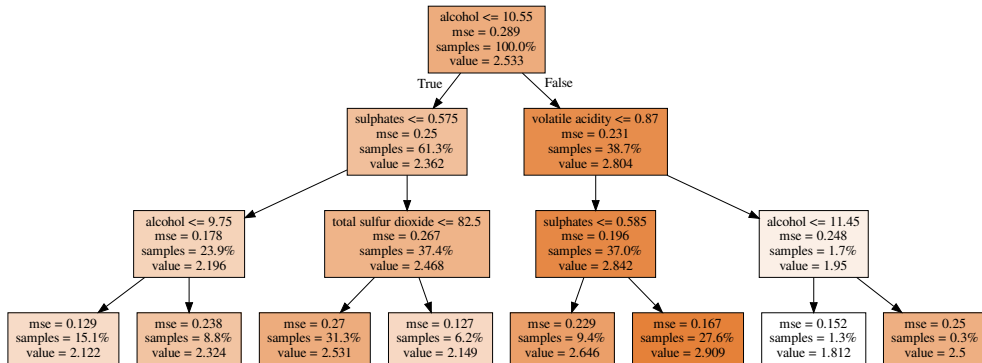 alcohol <= 10.55
mse = 0.289
samples = 100.0%
value = 2.533
True
False
sulphates <= 0.575
mse = 0.25
samples = 61.3%
value = 2.362
volatile acidity <= 0.87
mse = 0.231
samples = 38.7%
value = 2.804
alcohol <= 9.75
mse = 0.178
samples = 23.9%
value = 2.196
total sulfur dioxide <= 82.5
mse = 0.267
samples = 37.4%
value = 2.468
sulphates <= 0.585
mse = 0.196
samples = 37.0%
value = 2.842
alcohol <= 11.45
mse = 0.248
samples = 1.7%
value = 1.95
mse = 0.129
samples = 15.1%
value = 2.122
mse = 0.238
samples = 8.8%
value = 2.324
mse = 0.27
samples = 31.3%
value = 2.531
mse = 0.127
samples = 6.2%
value = 2.149
mse = 0.229
samples = 9.4%
value = 2.646
mse = 0.167
samples = 27.6%
value = 2.909
mse = 0.152
samples = 1.3%
value = 1.812
mse = 0.25
samples = 0.3%
value = 2.5